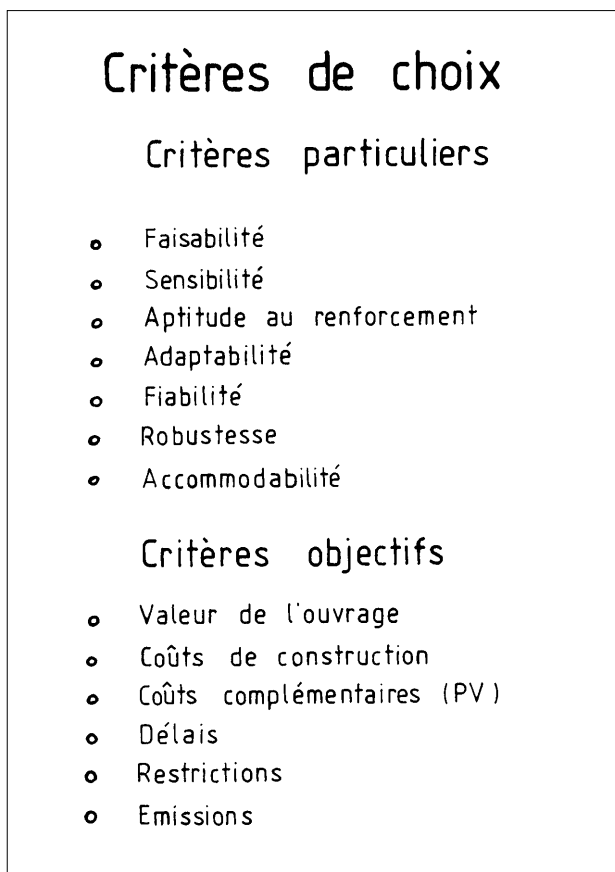 Critères de choix
Critères particuliers
o Faisabilité
o Sensibilité
o Aptitude au renforcement
o Adaptabilité
o Fiabilité
o Robustesse
o Accommodabilité
Critères objectifs
o Valeur de l'ouvrage
o Coûts de construction
o Coûts complémentaires (PV)
o Délais
o Restrictions
o Emissions